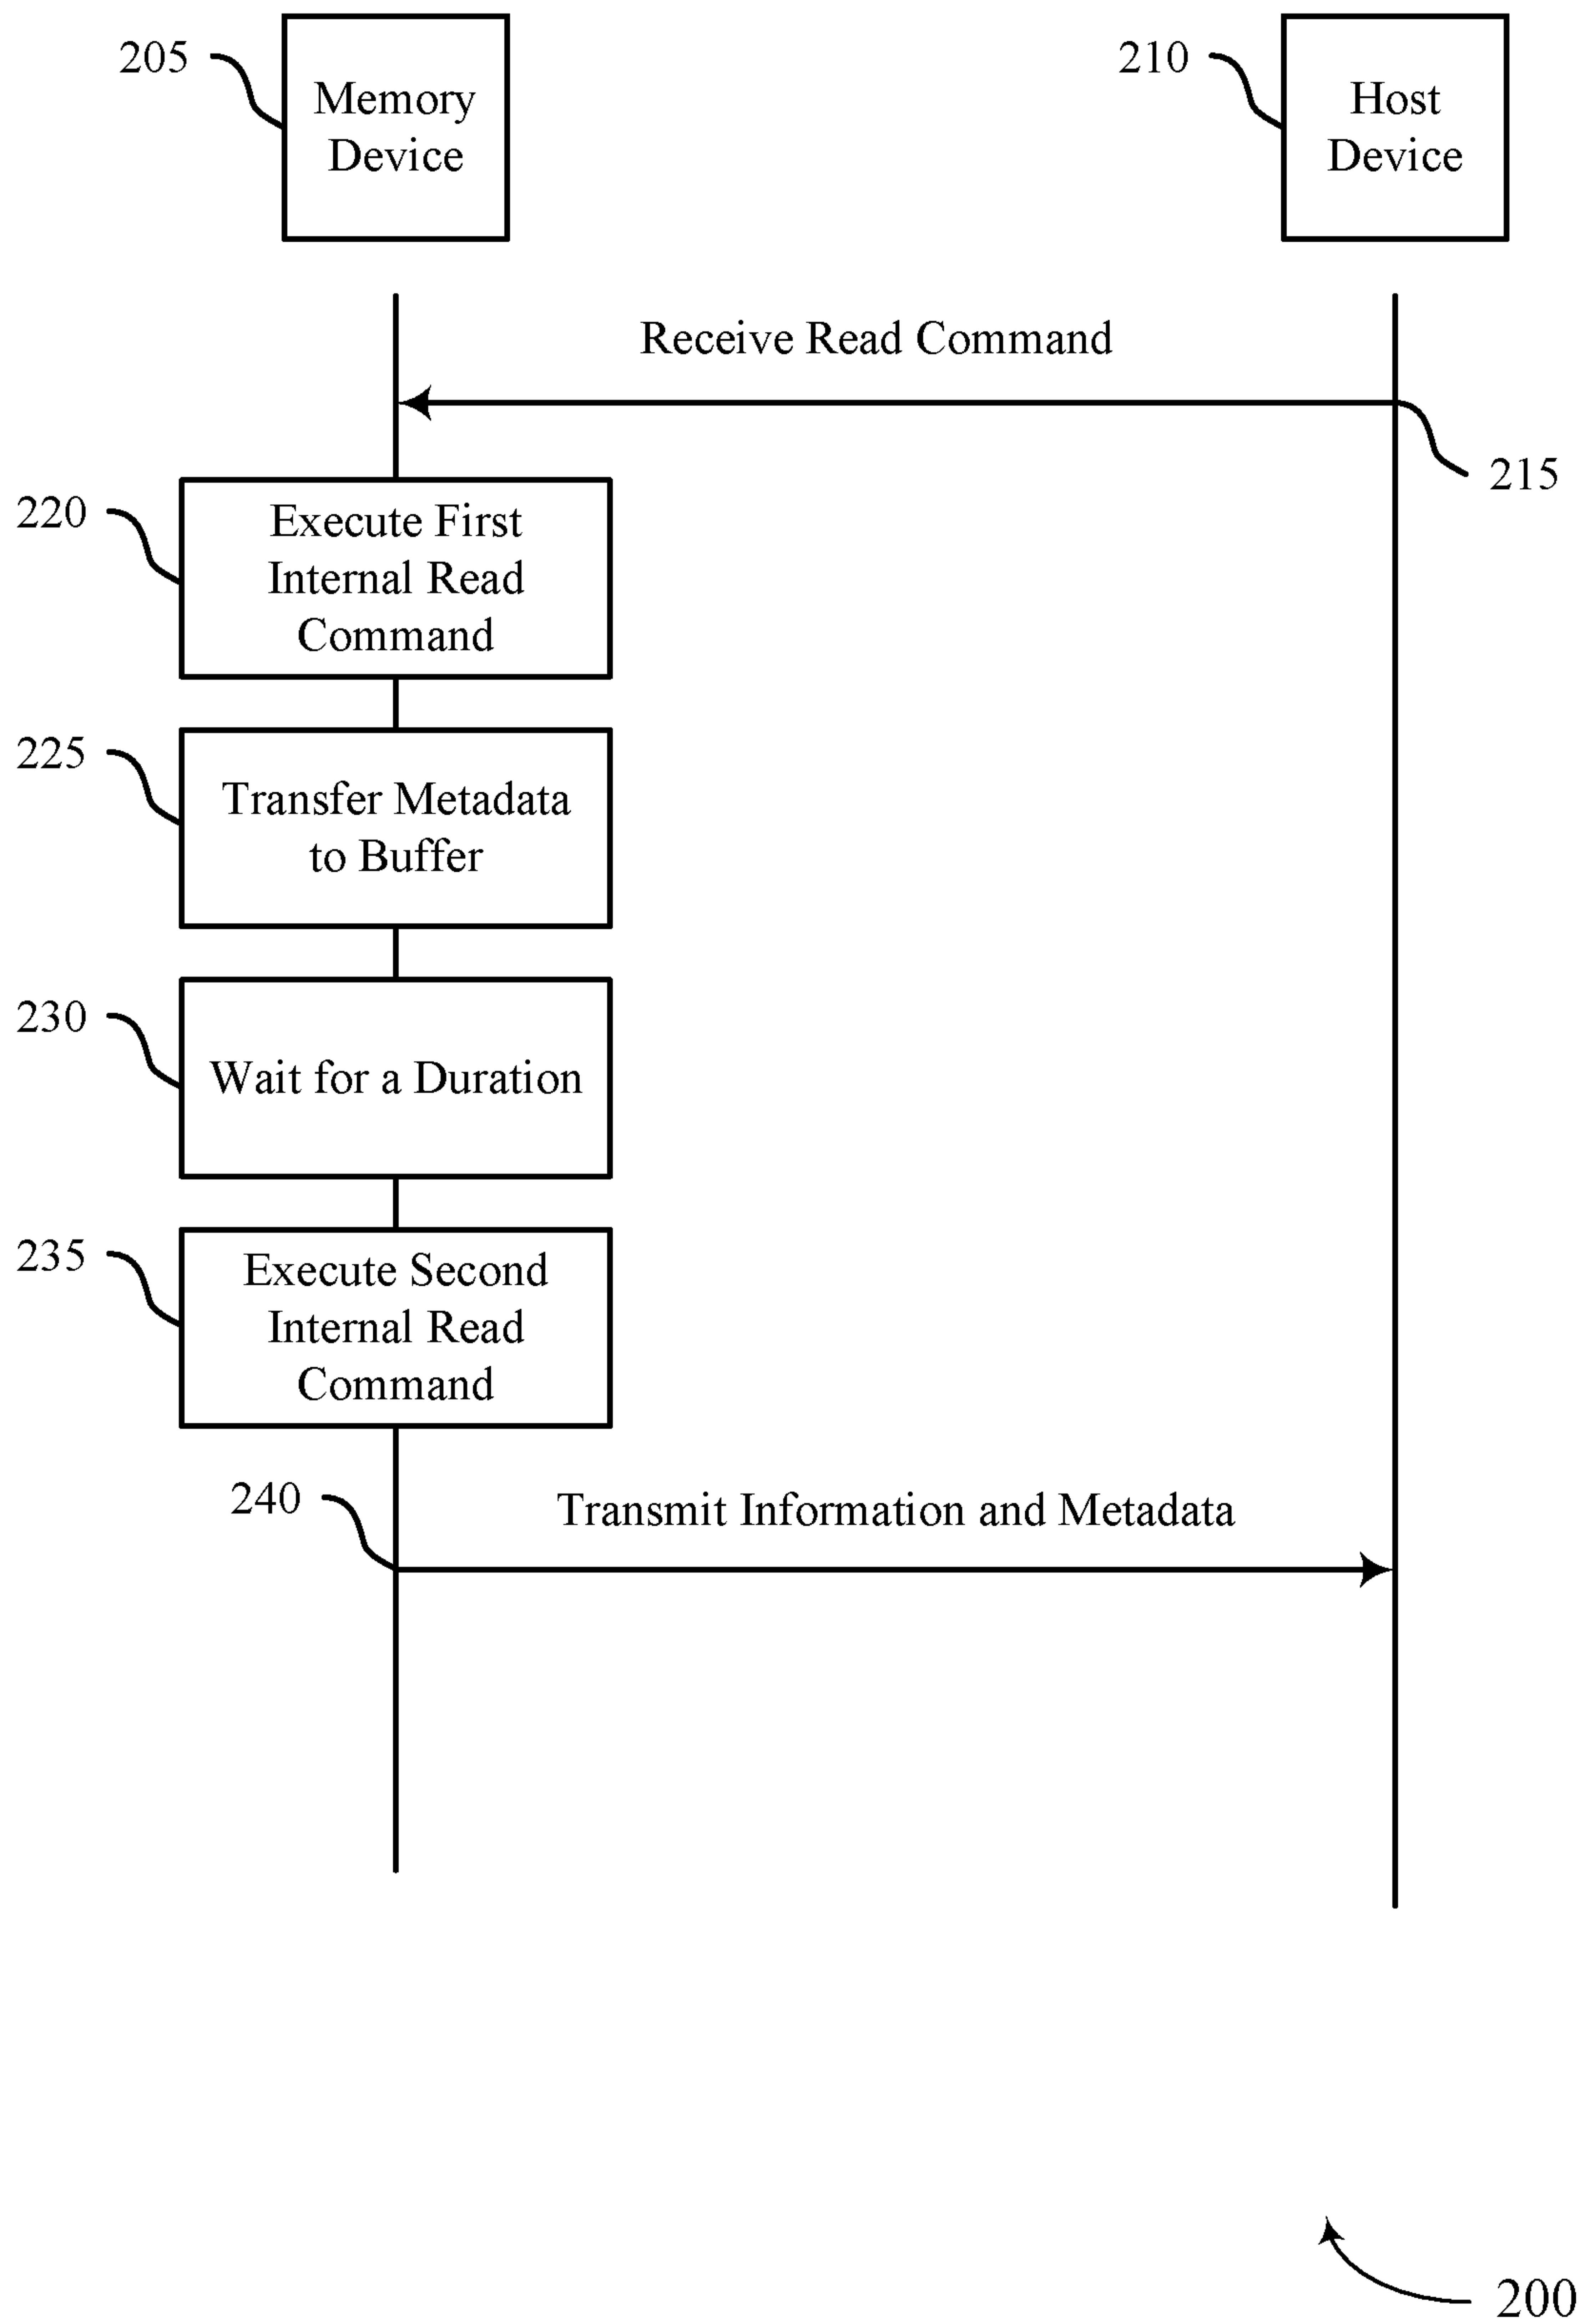 205
Memory
Device
210
Host
Device
Receive Read Command
215
220
Execute First
Internal Read
Command
225
Transfer Metadata
to Buffer
230
Wait for a Duration
235
Execute Second
Internal Read
Command
240
Transmit Information and Metadata
200